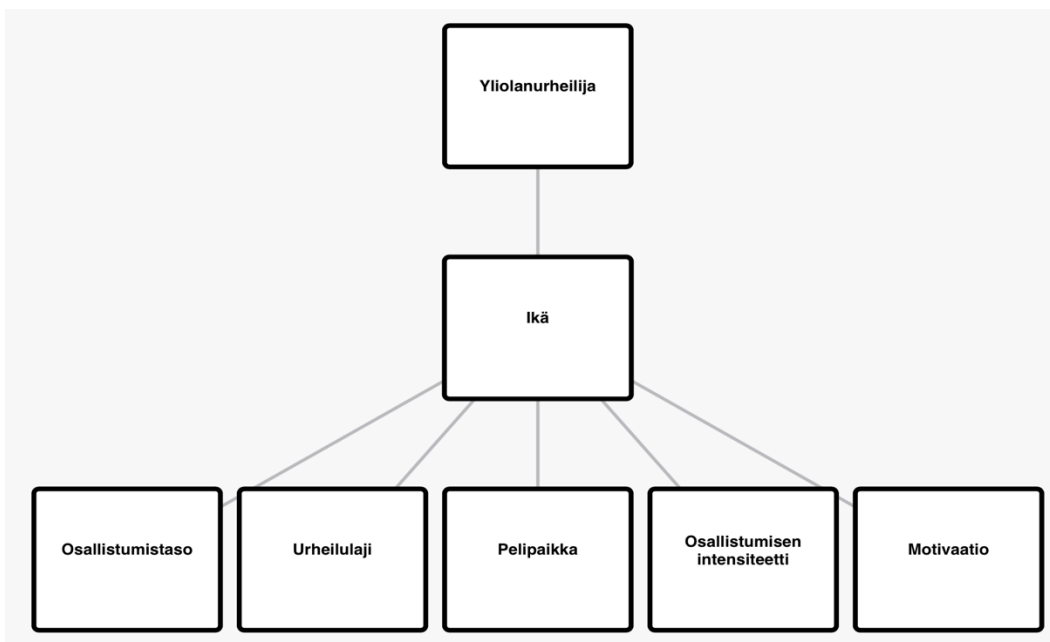 Yliolanurheilija
Ikä
Osallistumistaso
Urheilulaji
Pelipaikka
Osallistumisen
intensiteetti
Motivaatio